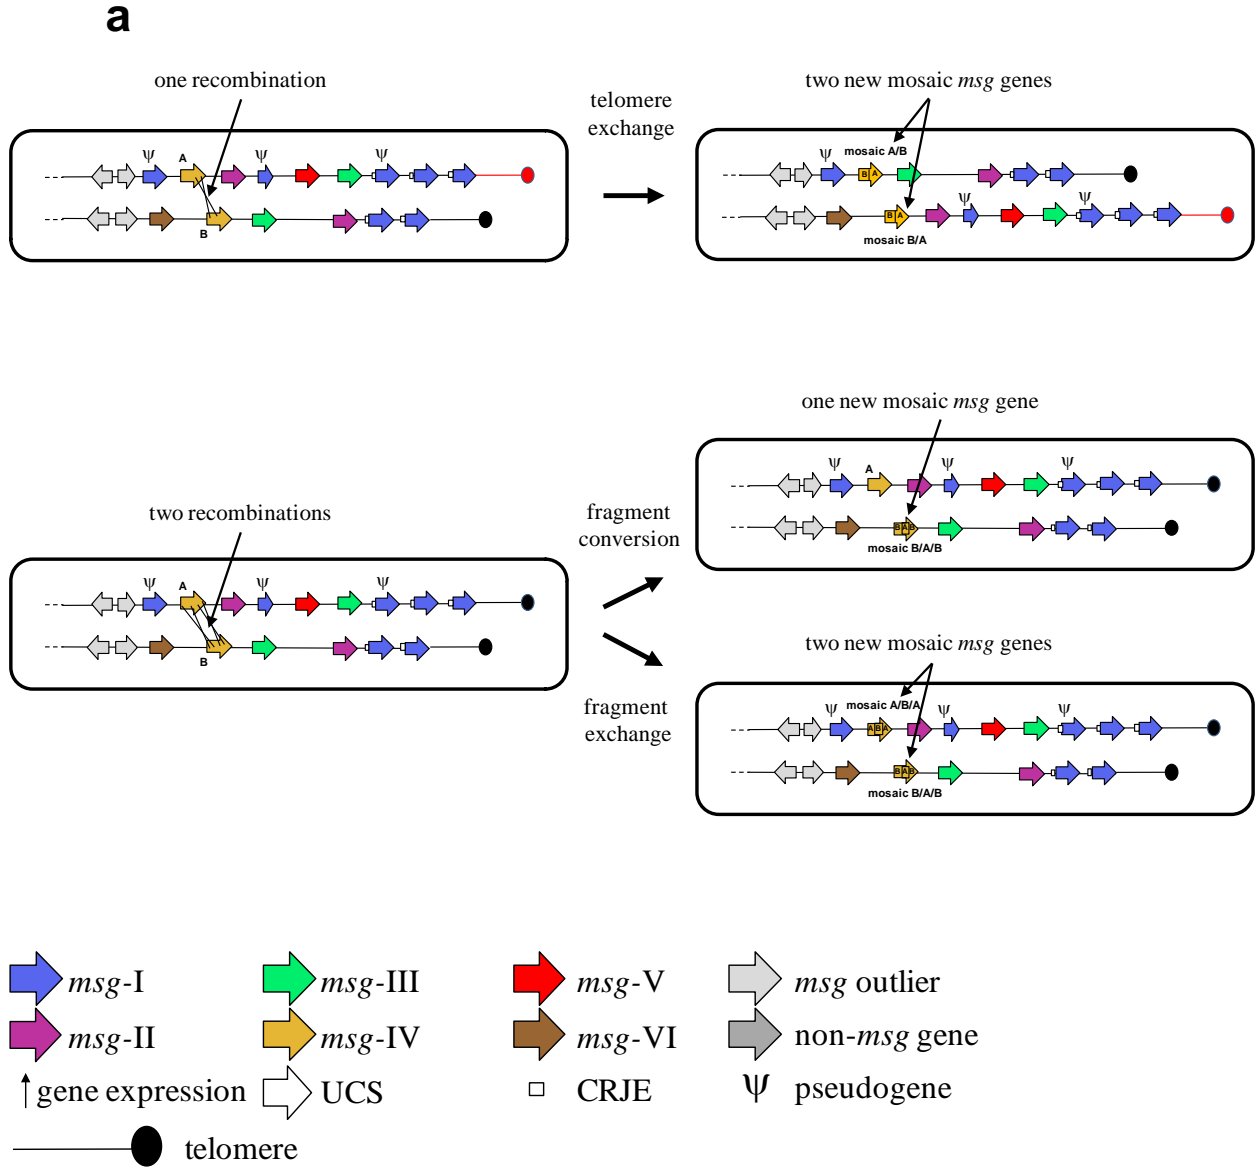 a
one recombination
two new mosaic msg genes
telomere
exchange
ψ
A
ψ
ψ
B
ψ
mosaic A/B
B A
B A
mosaic B/A
ψ
ψ
one new mosaic msg gene
two recombinations
fragment
conversion
ψ
A
ψ
ψ
B A B
mosaic B/A/B
ψ
A
ψ
ψ
B
two new mosaic msg genes
fragment
exchange
ψ
mosaic A/B/A
ψ
ψ
A B A
B A B
mosaic B/A/B
msg-I
msg-III
msg-V
msg outlier
msg-II
msg-IV
msg-VI
non-msg gene
gene expression
UCS
CRJE
ψ pseudogene
telomere